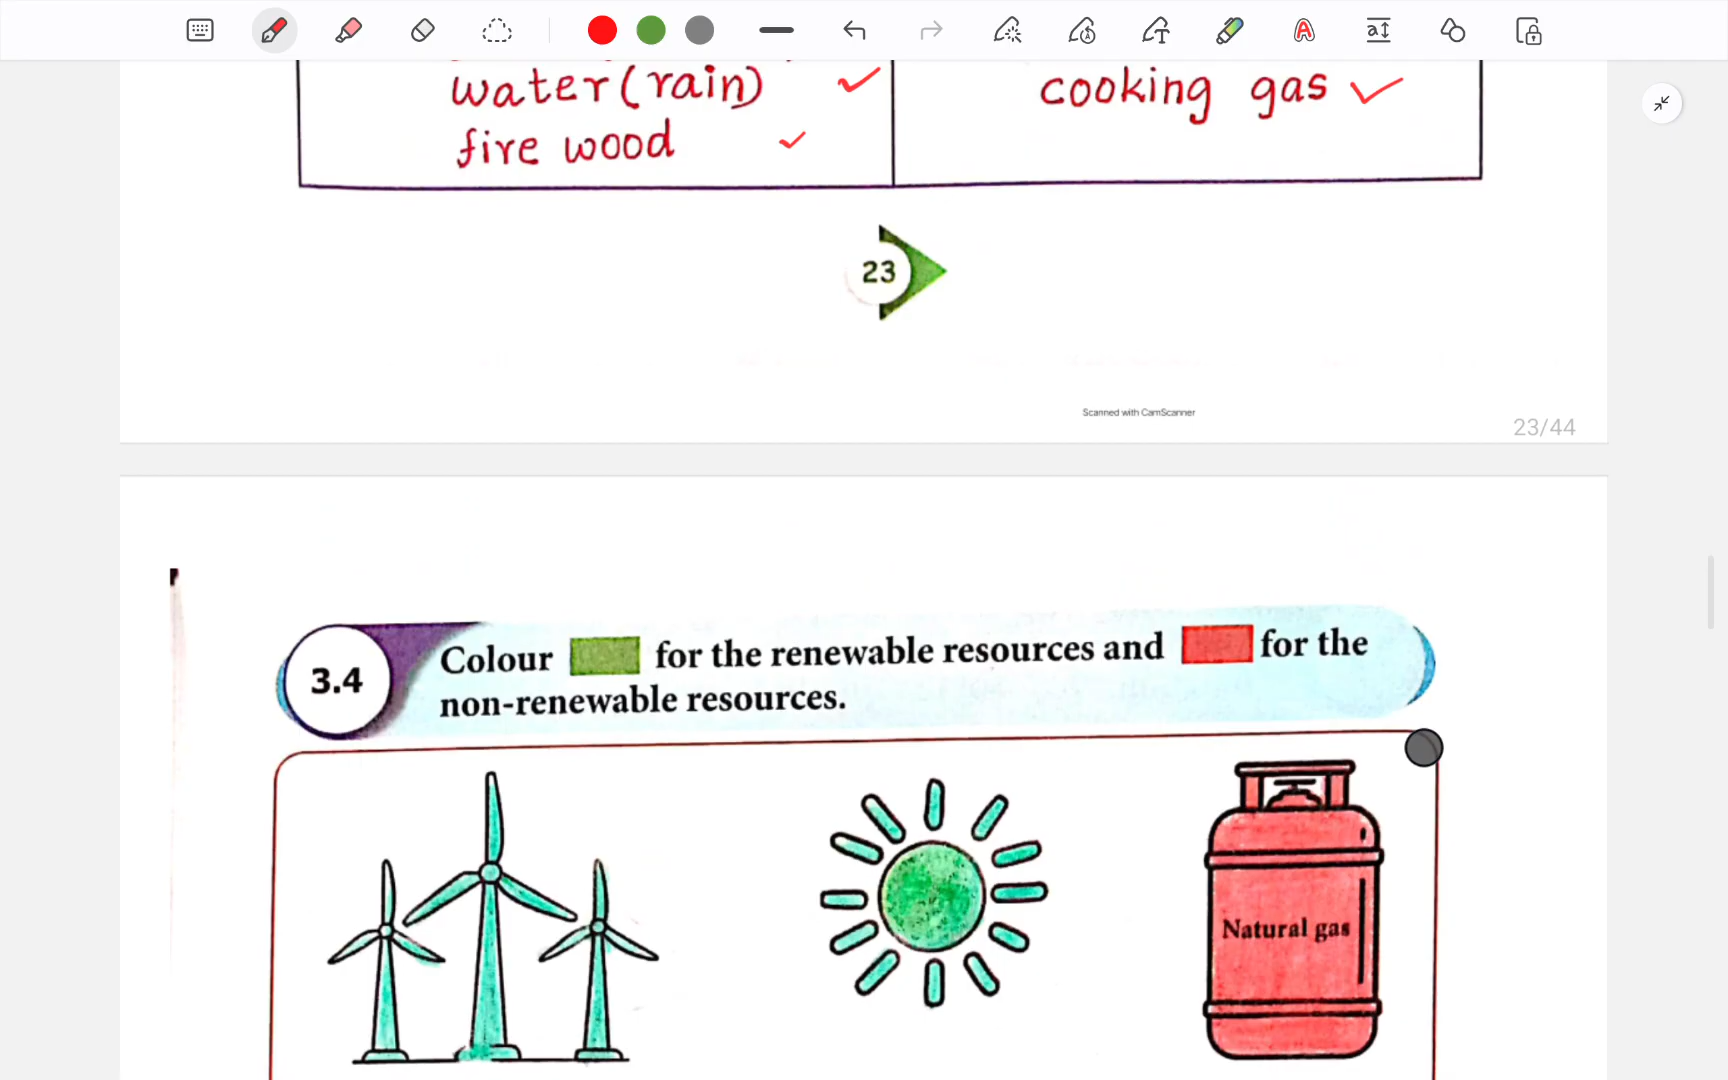 water(rain)
cooking gas
fire wood
23
Scanned with CamScanner
23/44
3.4
Colour for the renewable resources and for the
non-renewable resources.
Natural gas